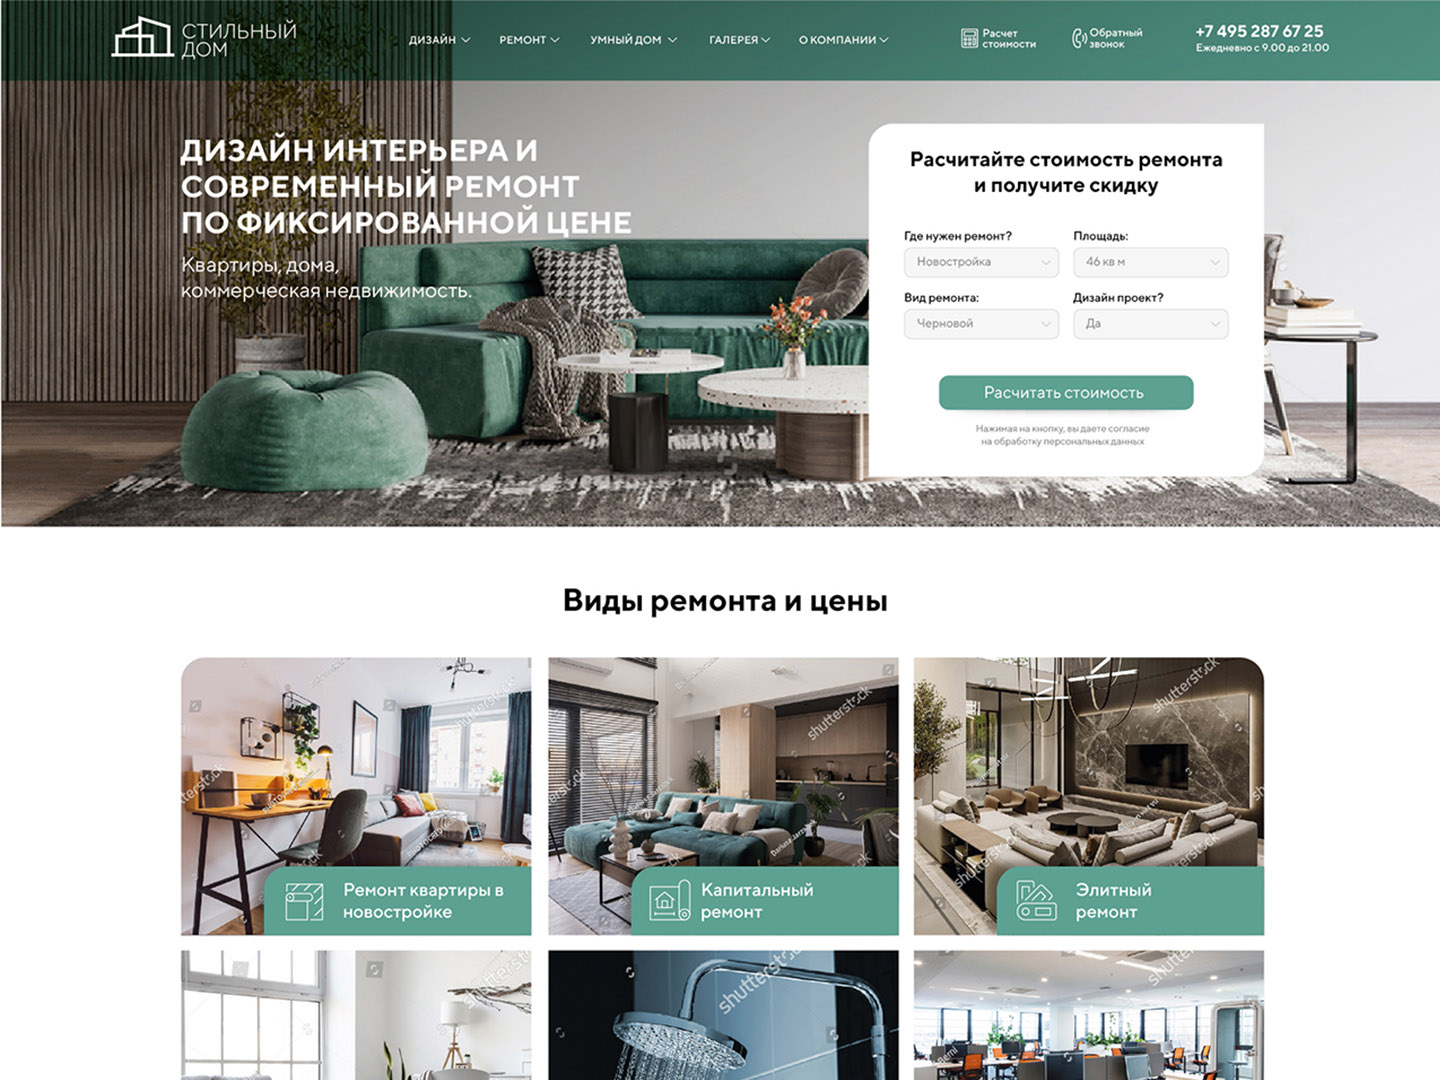 СТИЛЬНЫЙ
ДОМ
ДИЗАЙН
РЕМОНТ
УМНЫЙ ДОМ
ГАЛЕРЕЯ
О КОМПАНИИ
Расчет
стоимости
Обратный
звонок
+7 495 287 67 25
Ежедневно с 9.00 до 21.00
ДИЗАЙН ИНТЕРЬЕРА И
СОВРЕМЕННЫЙ РЕМОНТ
ПО ФИКСИРОВАННОЙ ЦЕНЕ
Квартиры, дома,
коммерческая недвижимость.
Расчитайте стоимость ремонта
и получите скидку
Где нужен ремонт?
Площадь:
Новостройка
46 кв м
Вид ремонта:
Дизайн проект?
Черновой
Да
Расчитать стоимость
Нажимая на кнопку, вы даете согласие
на обработку персональных данных
Виды ремонта и цены
shutterstock
shutterstock
Ремонт квартиры в
новостройке
Капитальный
ремонт
Элитный
ремонт
shutterstock